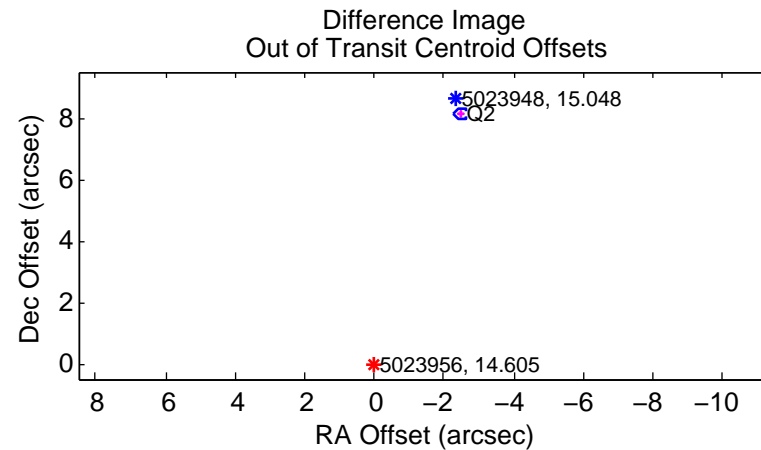 Difference Image
Out of Transit Centroid Offsets
8
6
4
2
0
Dec Offset (arcsec)
5023948, 15.048
Q2
5023956, 14.605
8 6 4 2 0 −2 −4 −6 −8 −10
RA Offset (arcsec)